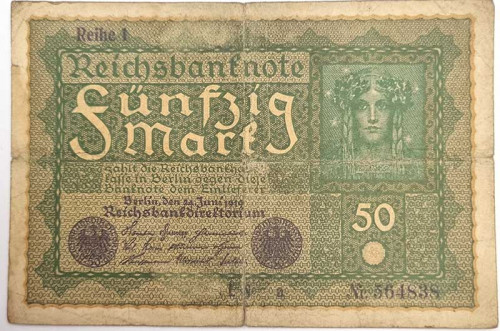 Reihe 1
Reichsbanknote
Fünfzig
Mark
zahlt die Reichsbankhaupt-
kasse in Berlin gegen diese
Banknote dem Einlieferer
Berlin, den 24. Juni 1919
Reichsbankdirektorium
50
Nr. 564838